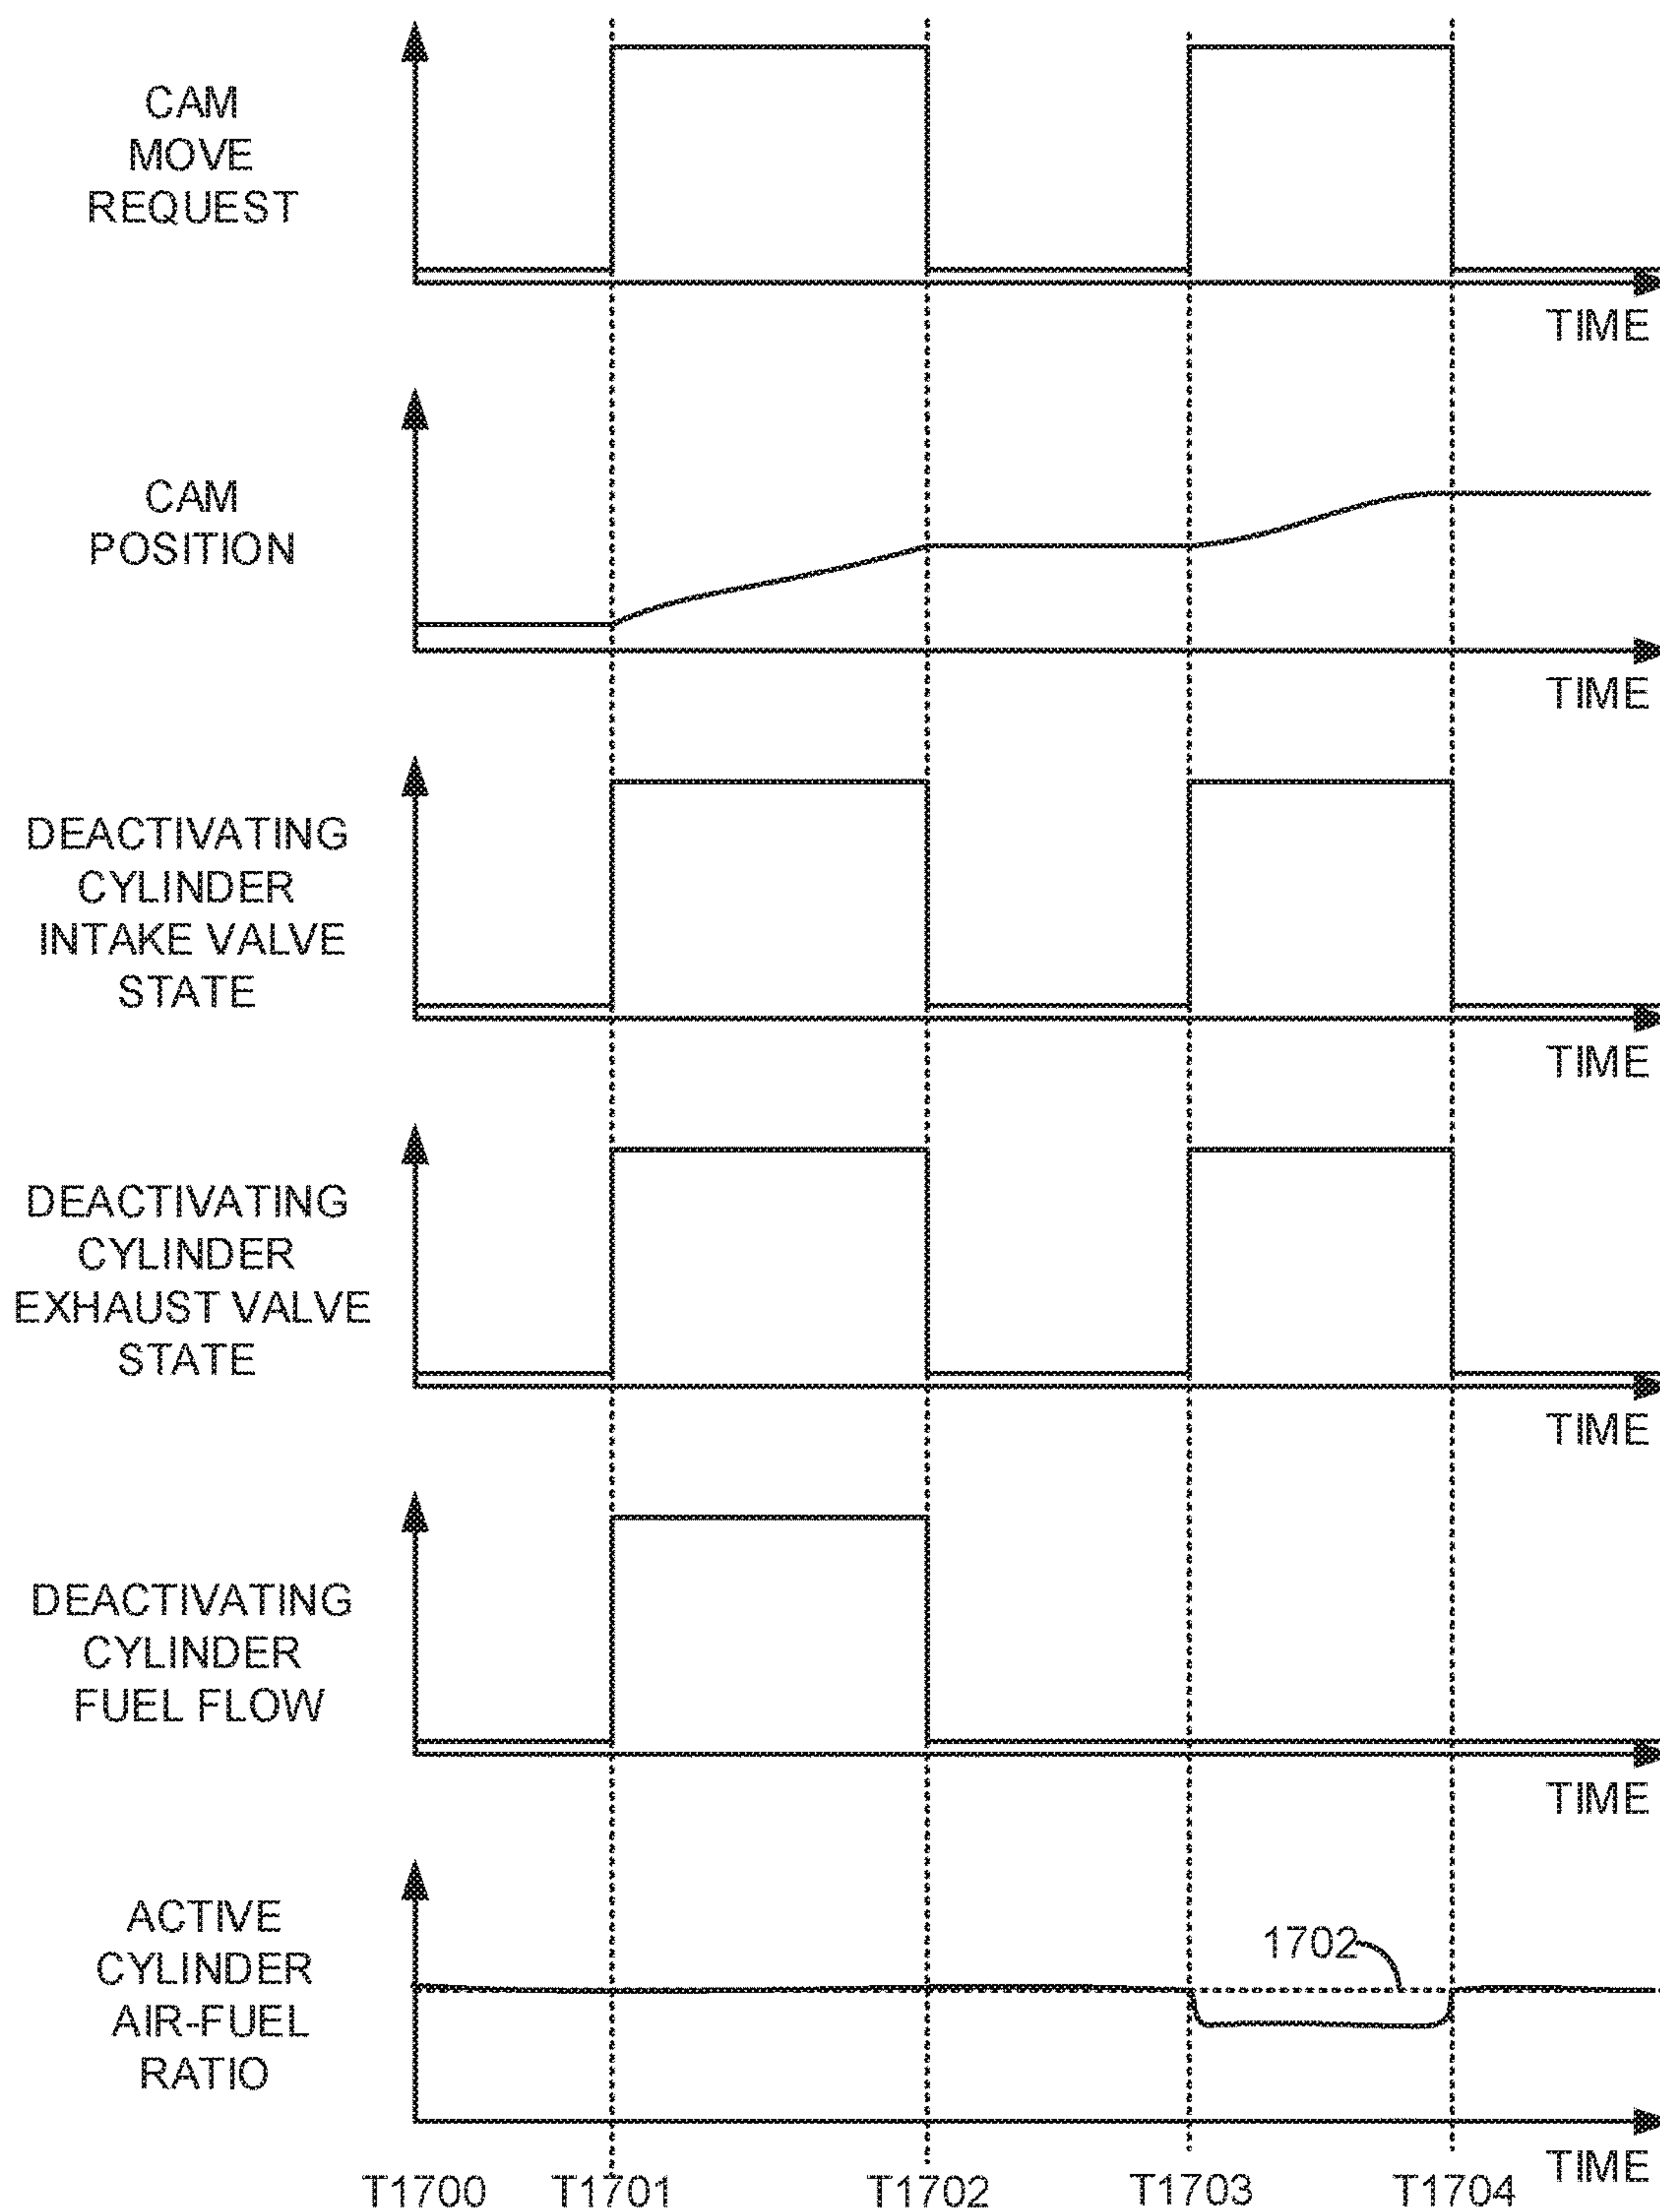 CAM
MOVE
REQUEST
TIME
CAM
POSITION
TIME
DEACTIVATING
CYLINDER
INTAKE VALVE
STATE
TIME
DEACTIVATING
CYLINDER
EXHAUST VALVE
STATE
TIME
DEACTIVATING
CYLINDER
FUEL FLOW
TIME
ACTIVE
CYLINDER
AIR-FUEL
RATIO
1702
TIME
T1700 T1701 T1702 T1703 T1704